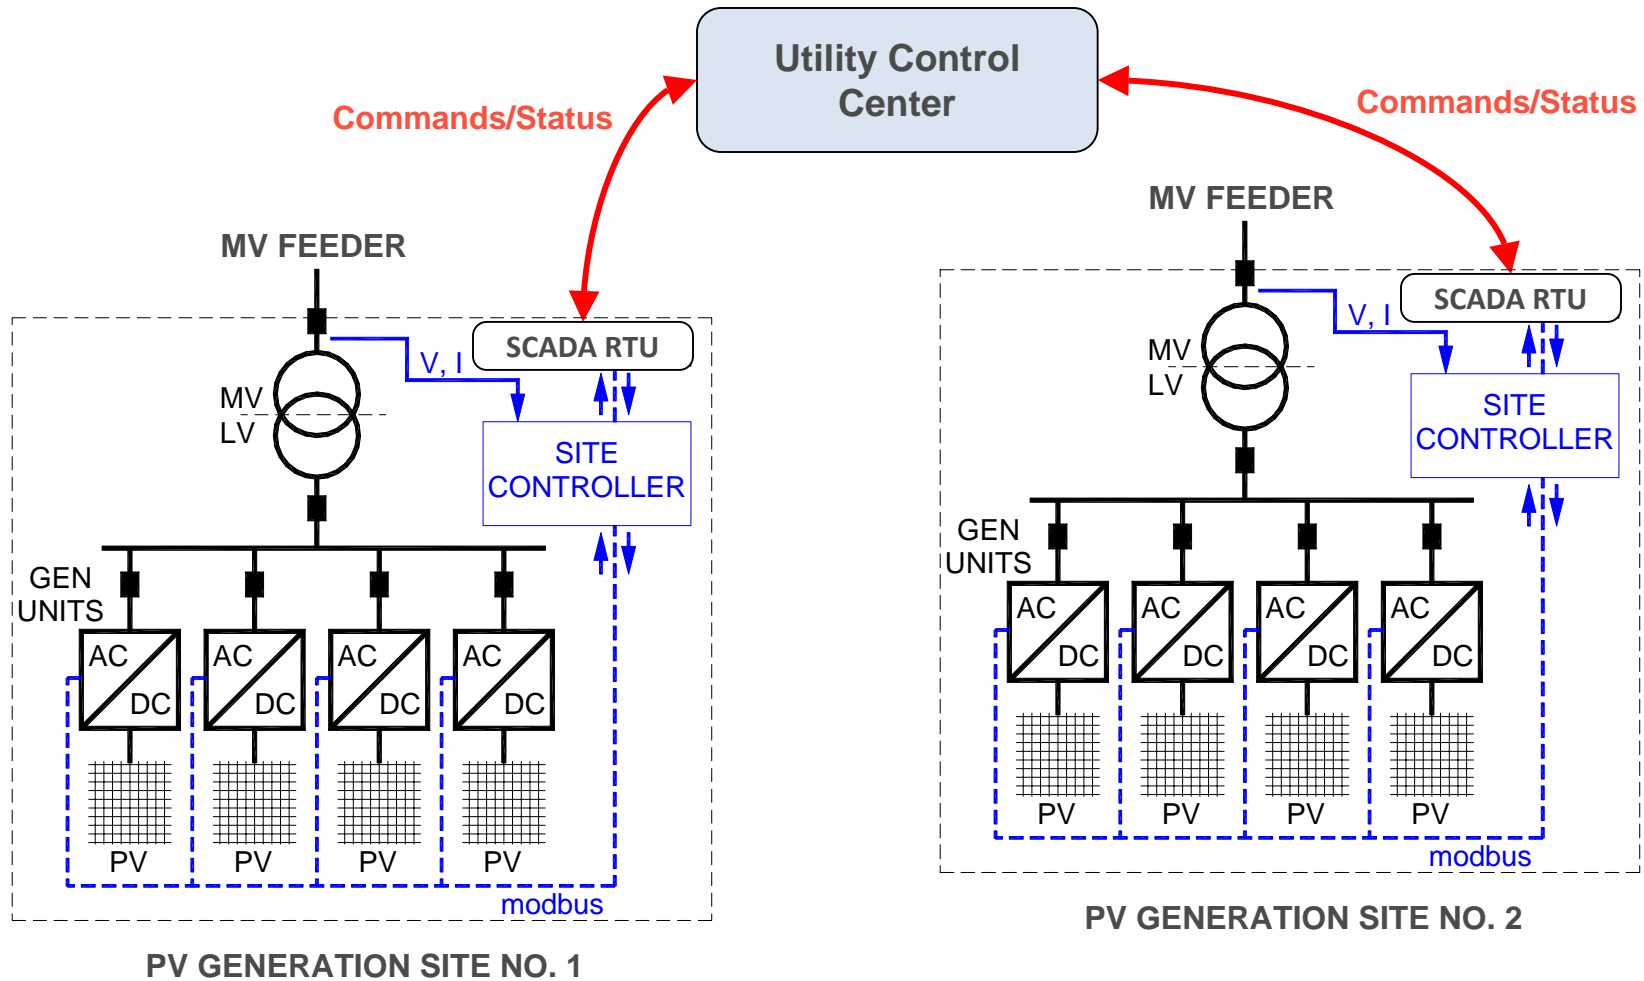 Utility Control
Center
Commands/Status
Commands/Status
MV FEEDER
SCADA RTU
V, I
MV
LV
SITE
CONTROLLER
GEN
UNITS
AC
DC
AC
DC
AC
DC
AC
DC
PV
PV
PV
PV
modbus
PV GENERATION SITE NO. 1
MV FEEDER
SCADA RTU
V, I
MV
LV
SITE
CONTROLLER
GEN
UNITS
AC
DC
AC
DC
AC
DC
AC
DC
PV
PV
PV
PV
modbus
PV GENERATION SITE NO. 2